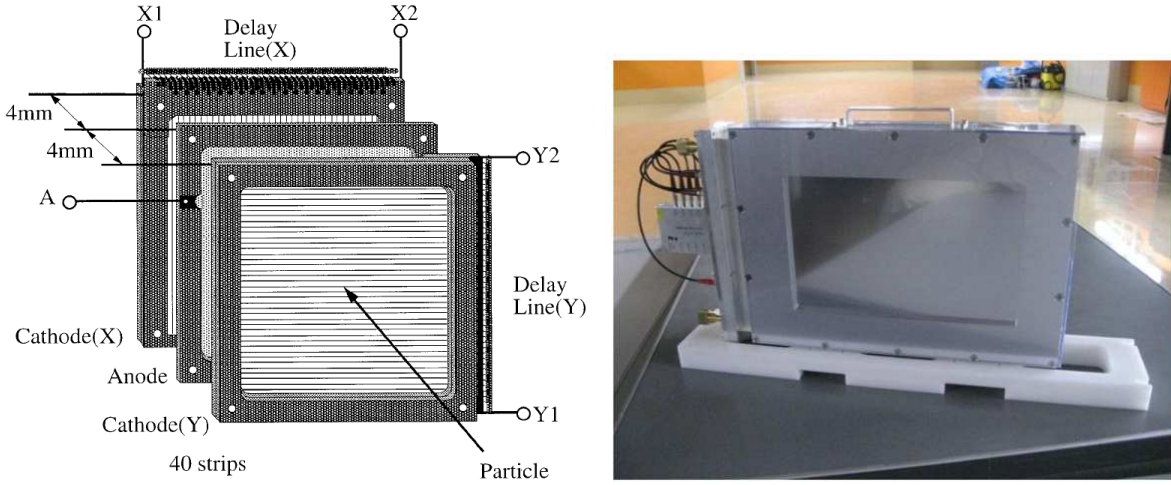 X1
X2
Delay
Line(X)
4mm
4mm
Y2
A
Delay
Line(Y)
Cathode(X)
Anode
Cathode(Y)
Y1
40 strips
Particle